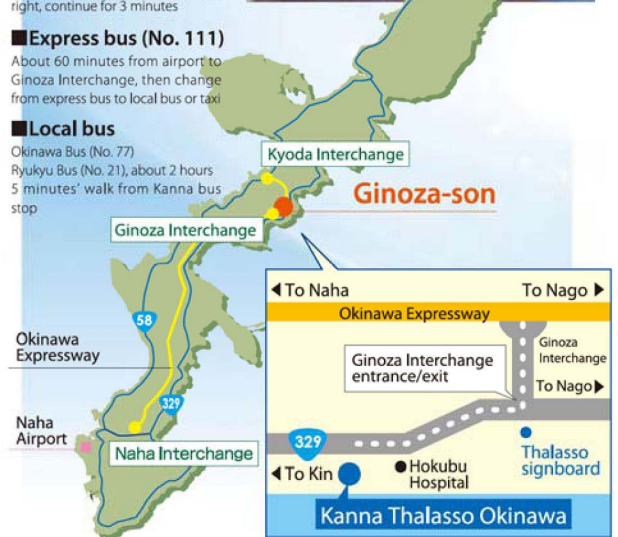 right, continue for 3 minutes
■Express bus (No. 111)
About 60 minutes from airport to
Ginoza Interchange, then change
from express bus to local bus or taxi
■Local bus
Okinawa Bus (No. 77)
Ryukyu Bus (No. 21), about 2 hours
5 minutes' walk from Kanna bus
stop
Kyoda Interchange
Ginoza-son
Ginoza Interchange
58
Okinawa
Expressway
329
Naha
Airport
Naha Interchange
◀To Naha
To Nago▶
Okinawa Expressway
Ginoza
Interchange
Ginoza Interchange
entrance/exit
To Nago▶
329
Thalasso
signboard
◀To Kin
Hokubu
Hospital
Kanna Thalasso Okinawa